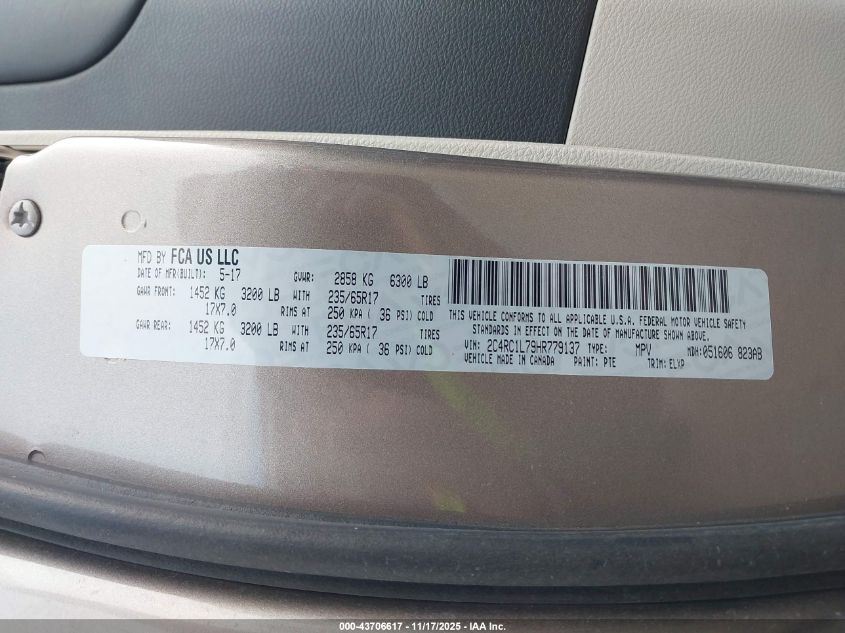 MFD BY FCA US LLC
DATE OF MFR(BUILT): 5-17 GVWR: 2858 KG 6300 LB
GAWR FRONT: 1452 KG 3200 LB WITH 235/65R17 TIRES
17X7.0 RIMS AT 250 KPA ( 36 PSI) COLD
GAWR REAR: 1452 KG 3200 LB WITH 235/65R17 TIRES
17X7.0 RIMS AT 250 KPA ( 36 PSI) COLD
THIS VEHICLE CONFORMS TO ALL APPLICABLE U.S.A. FEDERAL MOTOR VEHICLE SAFETY
STANDARDS IN EFFECT ON THE DATE OF MANUFACTURE SHOWN ABOVE.
VIN: 2C4RC1L79HR779137 TYPE: MPV MDH:051606 823AB
VEHICLE MADE IN CANADA PAINT: PTE TRIM: ELXP
000-43706617 - 11/17/2025 - IAA Inc.